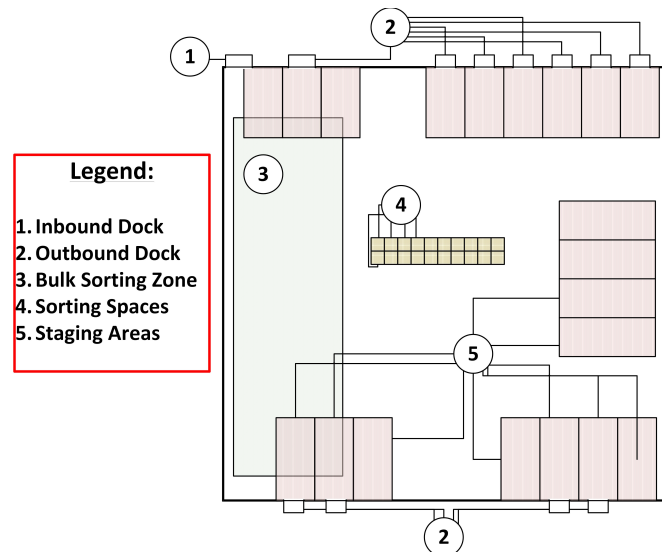 2
1
3
Legend:
4
1. Inbound Dock
2. Outbound Dock
3. Bulk Sorting Zone
4. Sorting Spaces
5. Staging Areas
5
2